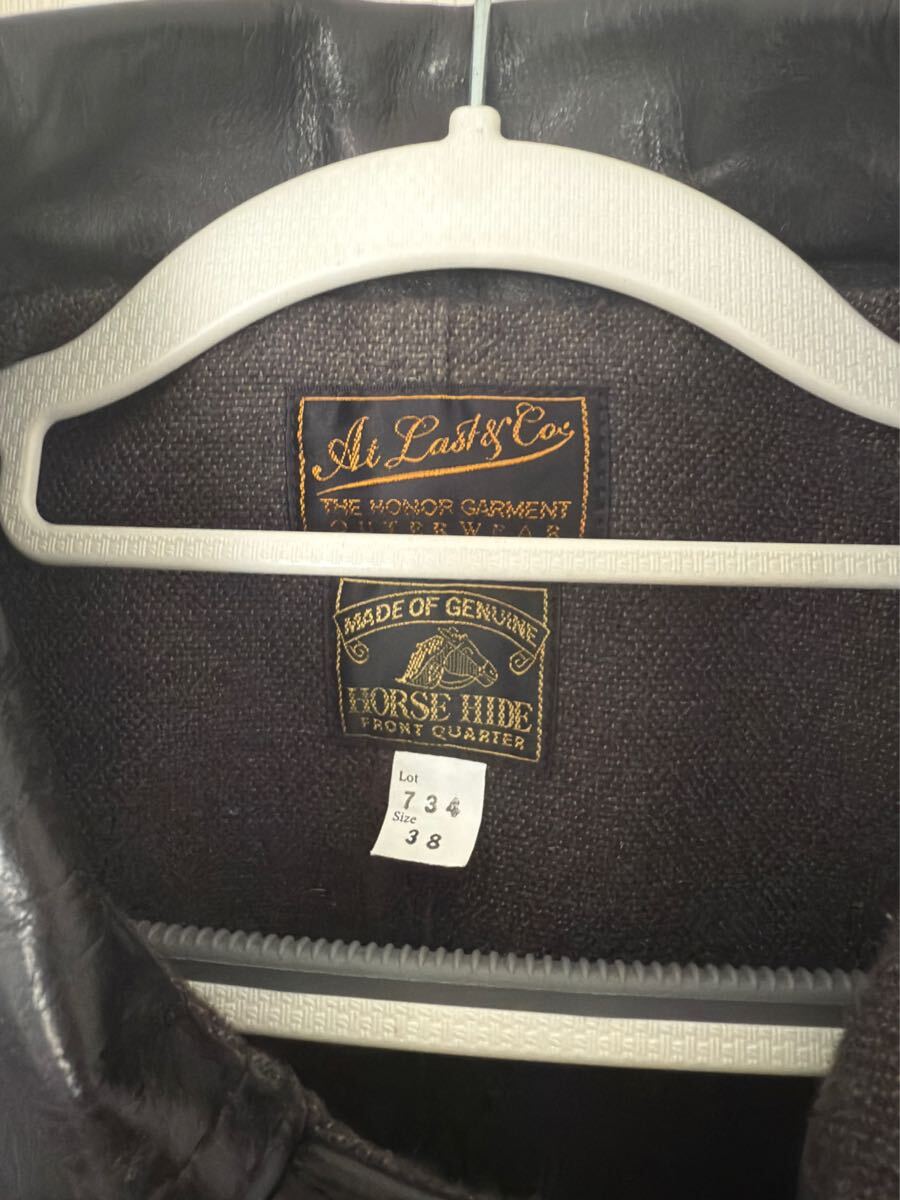 At Last & Co.
THE HONOR GARMENT
OUTERWEAR
MADE OF GENUINE
HORSE HIDE
FRONT QUARTER
Lot
734
Size
38